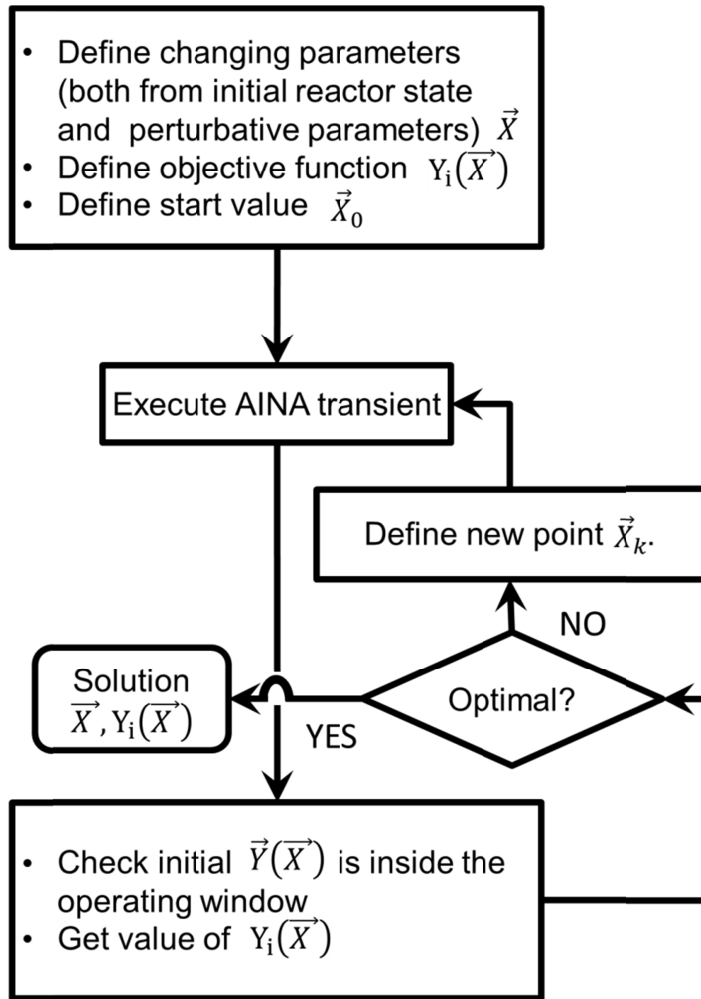 • Define changing parameters
(both from initial reactor state
and perturbative parameters) X⃗
• Define objective function Yᵢ(X⃗)
• Define start value X⃗₀
Execute AINA transient
Define new point X⃗ₖ.
NO
Optimal?
YES
Solution
X⃗, Yᵢ(X⃗)
• Check initial Y⃗(X⃗) is inside the
operating window
• Get value of Yᵢ(X⃗)